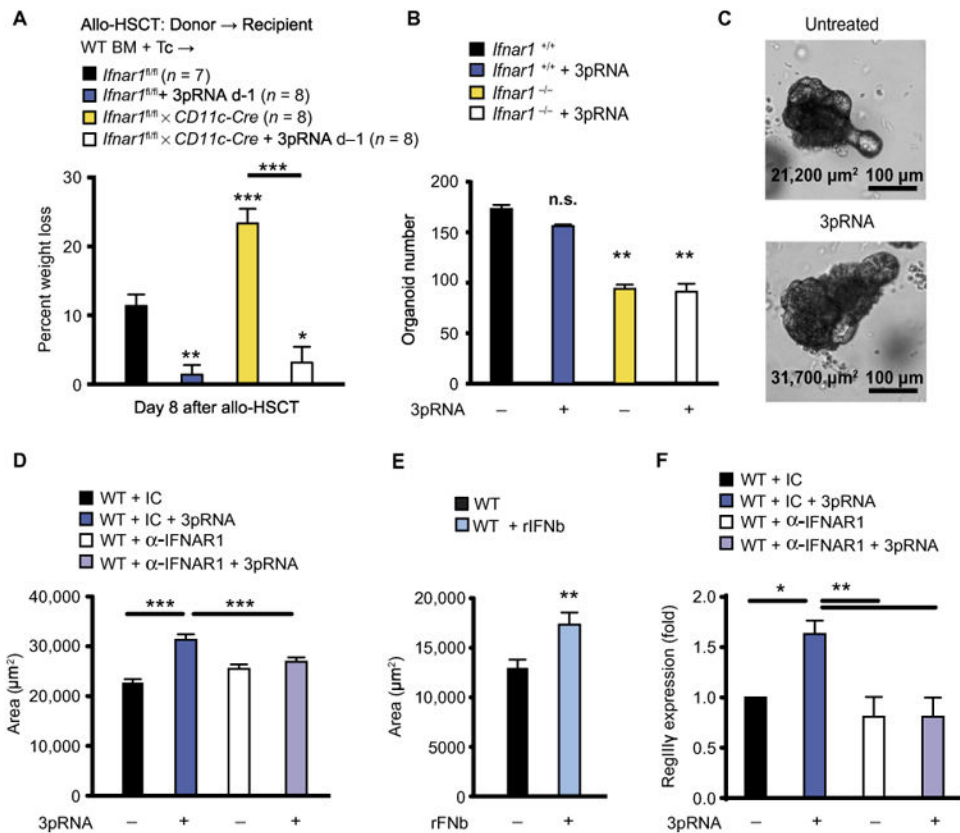 A
Allo-HSCT: Donor → Recipient
WT BM + Tc →
Ifnar1fl/fl (n = 7)
Ifnar1fl/fl+ 3pRNA d-1 (n = 8)
Ifnar1fl/fl × CD11c-Cre (n = 8)
Ifnar1fl/fl × CD11c-Cre + 3pRNA d–1 (n = 8)
Percent weight loss
30
20
10
0
**
***
*
***
Day 8 after allo-HSCT
B
Ifnar1 +/+
Ifnar1 +/+ + 3pRNA
Ifnar1 –/–
Ifnar1 –/– + 3pRNA
Organoid number
200
150
100
50
0
n.s.
**
**
3pRNA – + – +
C
Untreated
21,200 µm²
100 µm
3pRNA
31,700 µm²
100 µm
D
WT + IC
WT + IC + 3pRNA
WT + α-IFNAR1
WT + α-IFNAR1 + 3pRNA
Area (µm²)
40,000
30,000
20,000
10,000
0
***
***
3pRNA – + – +
E
WT
WT + rIFNb
Area (µm²)
20,000
15,000
10,000
5000
0
**
rFNb – +
F
WT + IC
WT + IC + 3pRNA
WT + α-IFNAR1
WT + α-IFNAR1 + 3pRNA
RegIIIγ expression (fold)
2.0
1.5
1.0
0.5
0.0
*
**
3pRNA – + – +